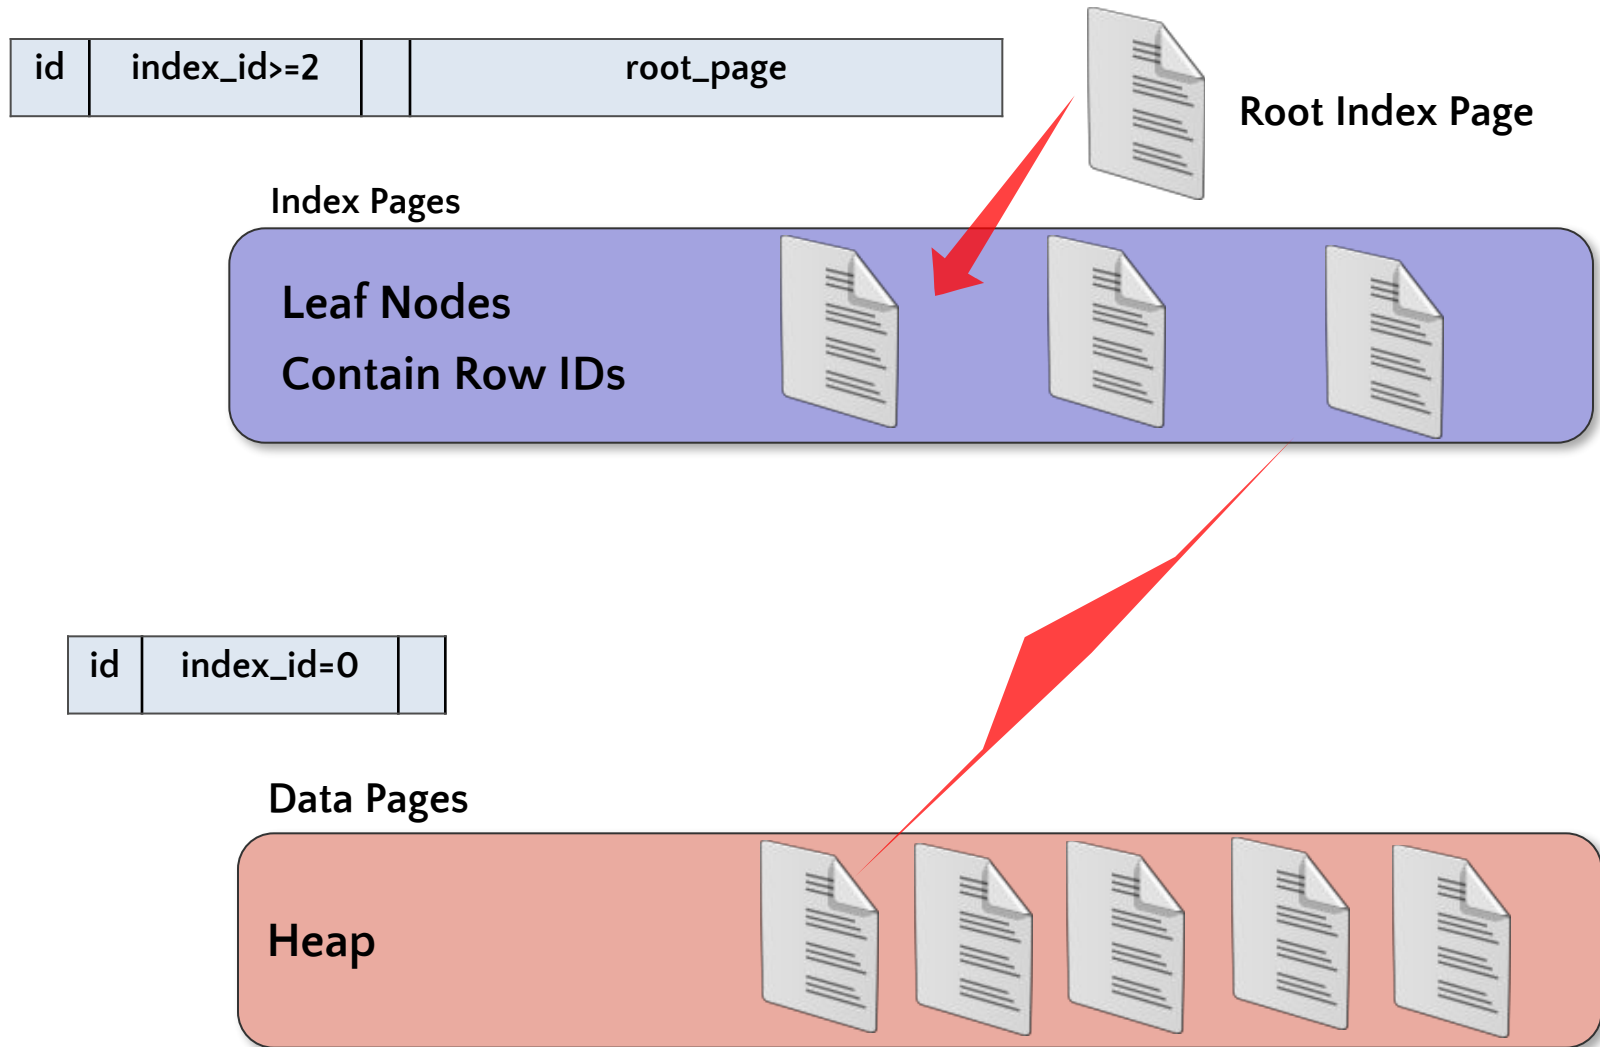 id index_id>=2 root_page
Root Index Page
Index Pages
Leaf Nodes
Contain Row IDs
id index_id=0
Data Pages
Heap